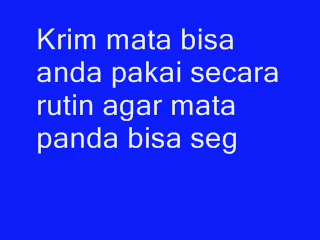 Krim mata bisa
anda pakai secara
rutin agar mata
panda bisa seg